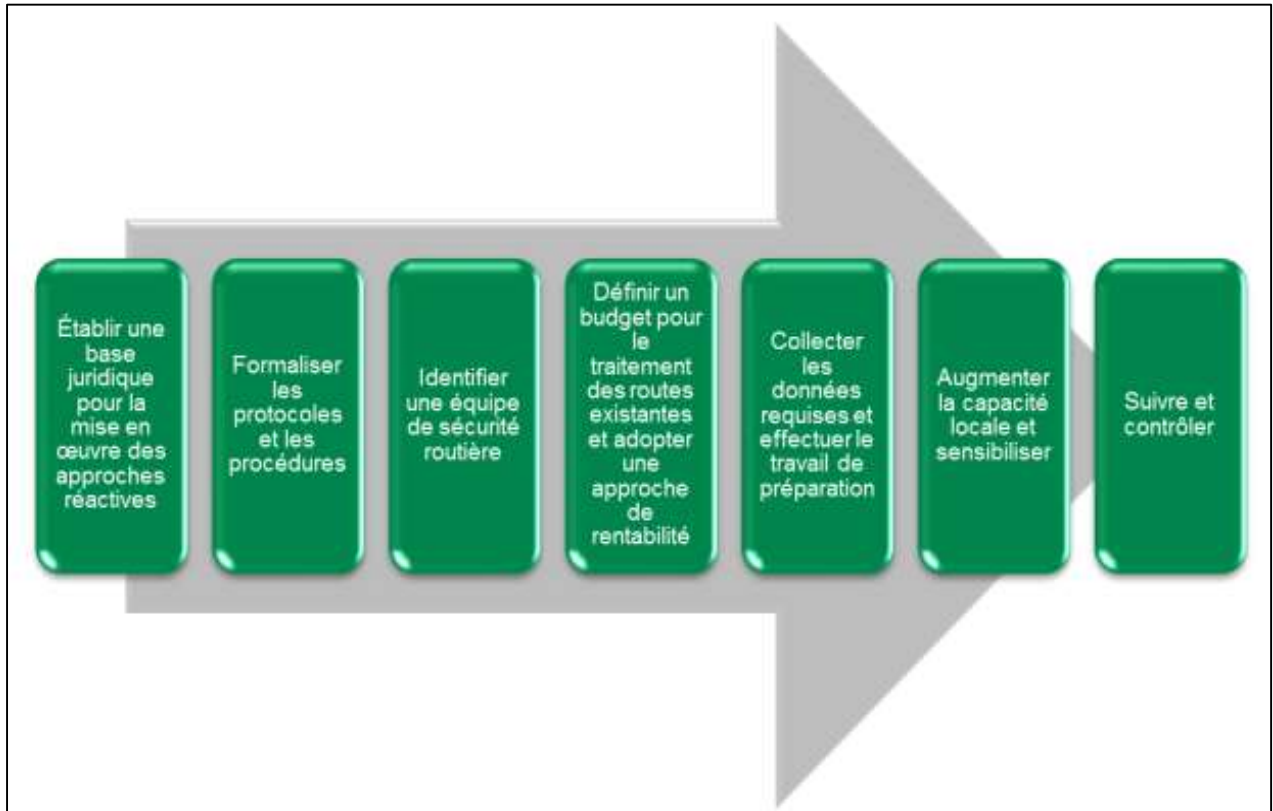 Établir une
base
juridique
pour la
mise en
œuvre des
approches
réactives
Formaliser
les
protocoles
et les
procédures
Identifier
une équipe
de sécurité
routière
Définir un
budget pour
le
traitement
des routes
existantes
et adopter
une
approche
de
rentabilité
Collecter
les
données
requises et
effectuer le
travail de
préparation
Augmenter
la capacité
locale et
sensibiliser
Suivre et
contrôler